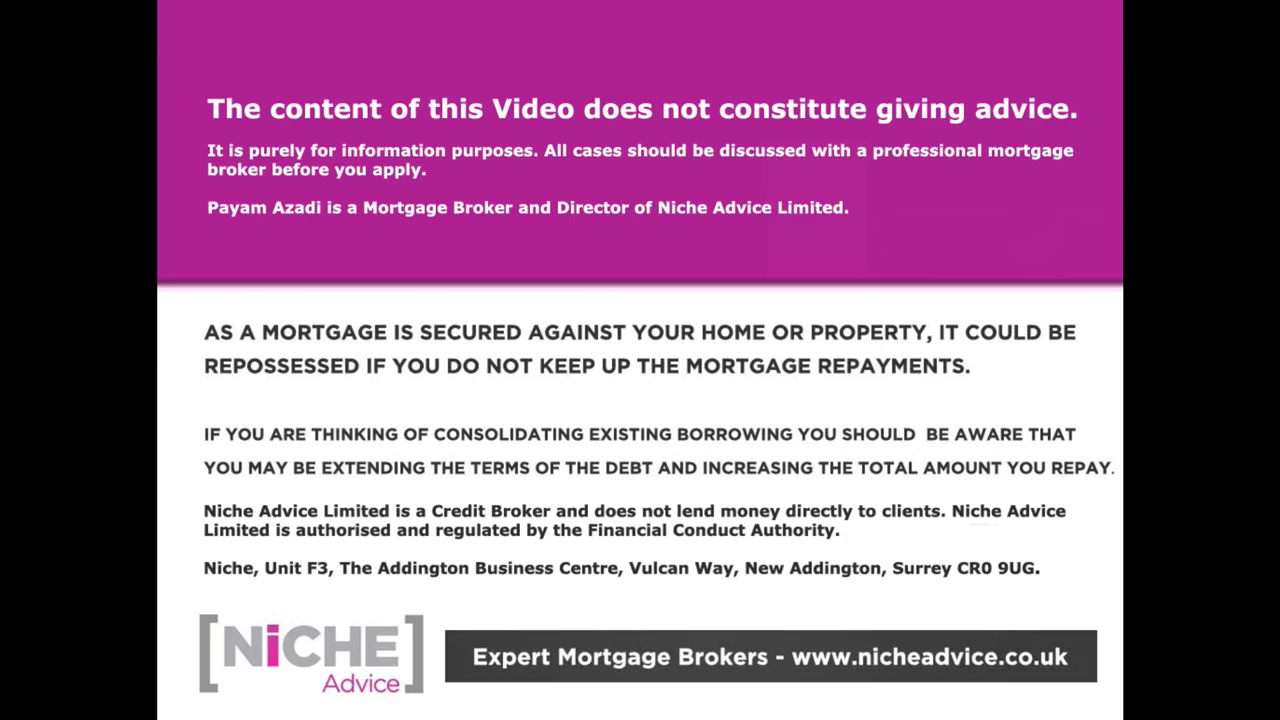 The content of this Video does not constitute giving advice.
It is purely for information purposes. All cases should be discussed with a professional mortgage
broker before you apply.
Payam Azadi is a Mortgage Broker and Director of Niche Advice Limited.
AS A MORTGAGE IS SECURED AGAINST YOUR HOME OR PROPERTY, IT COULD BE
REPOSSESSED IF YOU DO NOT KEEP UP THE MORTGAGE REPAYMENTS.
IF YOU ARE THINKING OF CONSOLIDATING EXISTING BORROWING YOU SHOULD BE AWARE THAT
YOU MAY BE EXTENDING THE TERMS OF THE DEBT AND INCREASING THE TOTAL AMOUNT YOU REPAY.
Niche Advice Limited is a Credit Broker and does not lend money directly to clients. Niche Advice
Limited is authorised and regulated by the Financial Conduct Authority.
Niche, Unit F3, The Addington Business Centre, Vulcan Way, New Addington, Surrey CR0 9UG.
[NiCHE
Advice]
Expert Mortgage Brokers - www.nicheadvice.co.uk